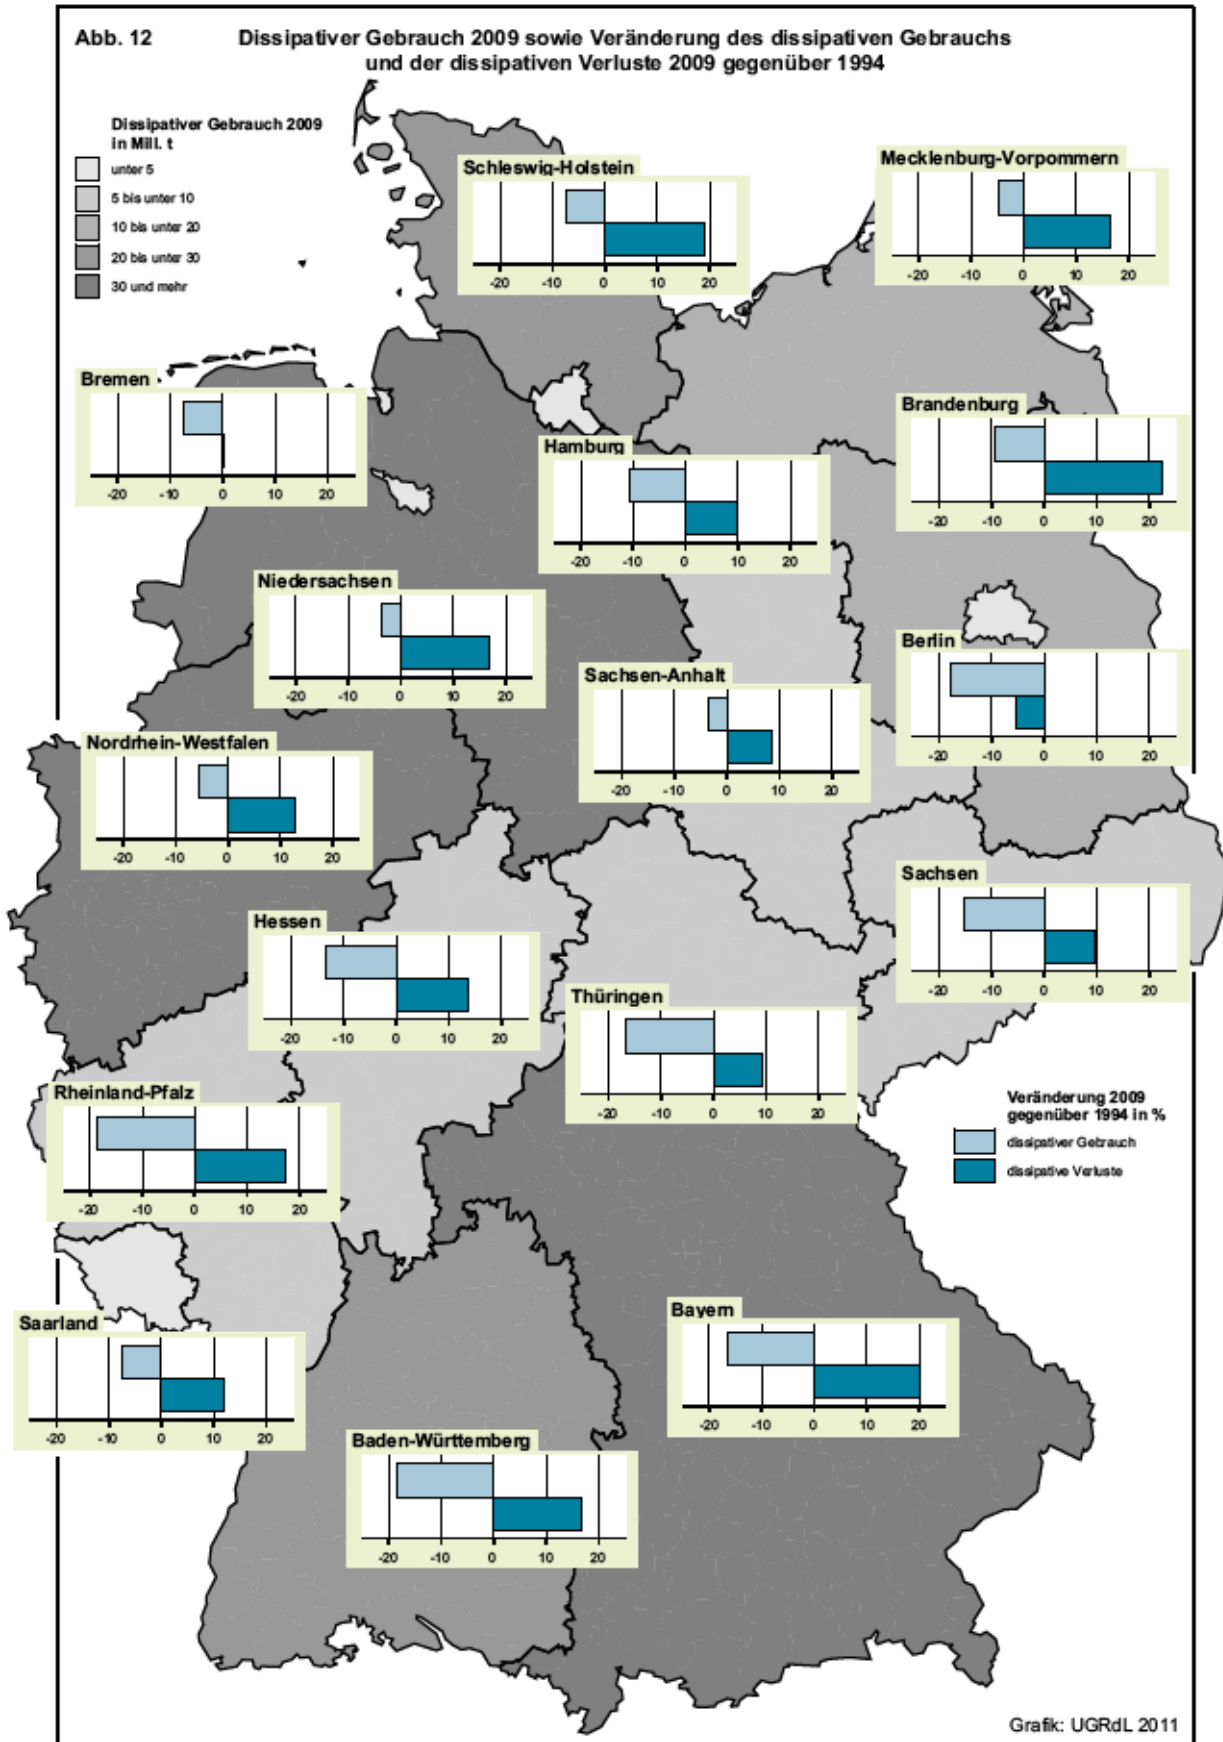 Abb. 12
Dissipativer Gebrauch 2009 sowie Veränderung des dissipativen Gebrauchs
und der dissipativen Verluste 2009 gegenüber 1994
Dissipativer Gebrauch 2009
in Mill. t
unter 5
5 bis unter 10
10 bis unter 20
20 bis unter 30
30 und mehr
Schleswig-Holstein
-20 -10 0 10 20
Mecklenburg-Vorpommern
-20 -10 0 10 20
Bremen
-20 -10 0 10 20
Hamburg
-20 -10 0 10 20
Brandenburg
-20 -10 0 10 20
Niedersachsen
-20 -10 0 10 20
Sachsen-Anhalt
-20 -10 0 10 20
Berlin
-20 -10 0 10 20
Nordrhein-Westfalen
-20 -10 0 10 20
Hessen
-20 -10 0 10 20
Sachsen
-20 -10 0 10 20
Thüringen
-20 -10 0 10 20
Rheinland-Pfalz
-20 -10 0 10 20
Veränderung 2009
gegenüber 1994 in %
dissipativer Gebrauch
dissipative Verluste
Saarland
-20 -10 0 10 20
Bayern
-20 -10 0 10 20
Baden-Württemberg
-20 -10 0 10 20
Grafik: UGRdL 2011